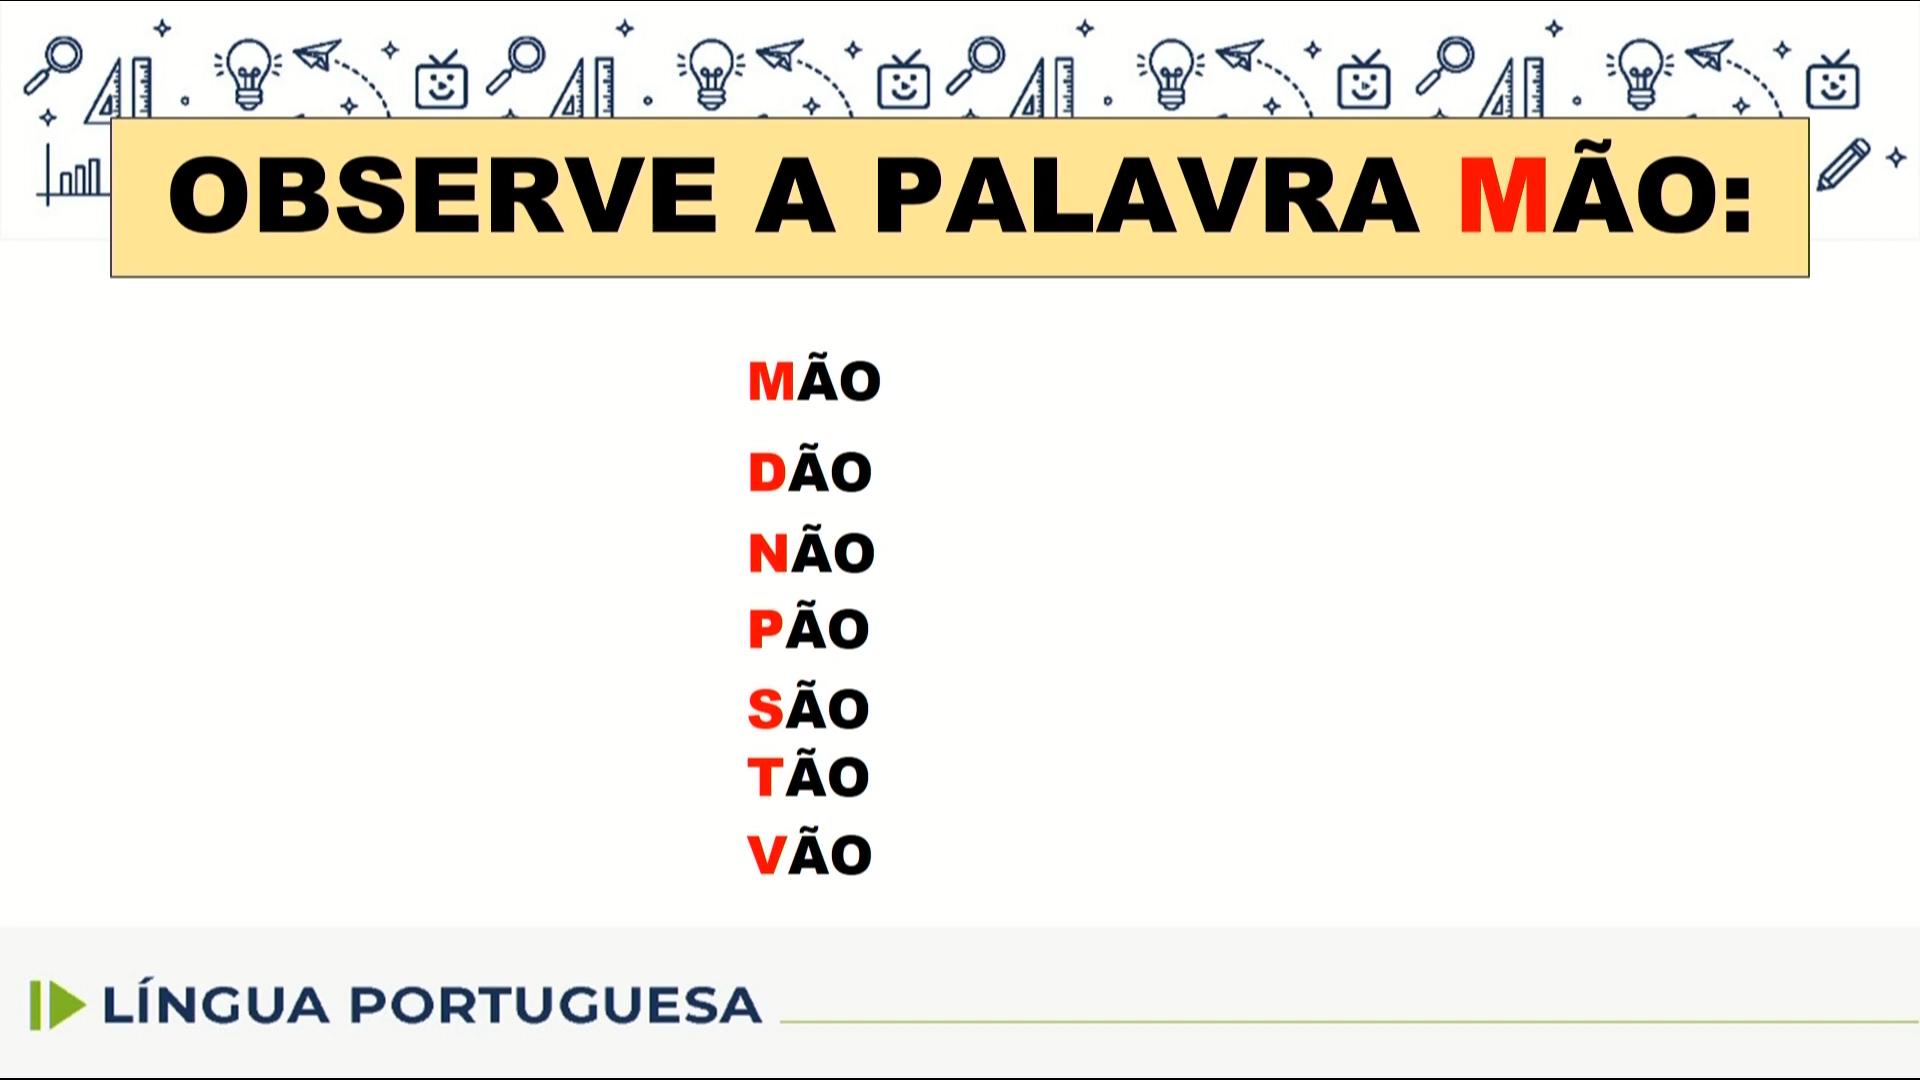 OBSERVE A PALAVRA MÃO:
MÃO
DÃO
NÃO
PÃO
SÃO
TÃO
VÃO
LÍNGUA PORTUGUESA